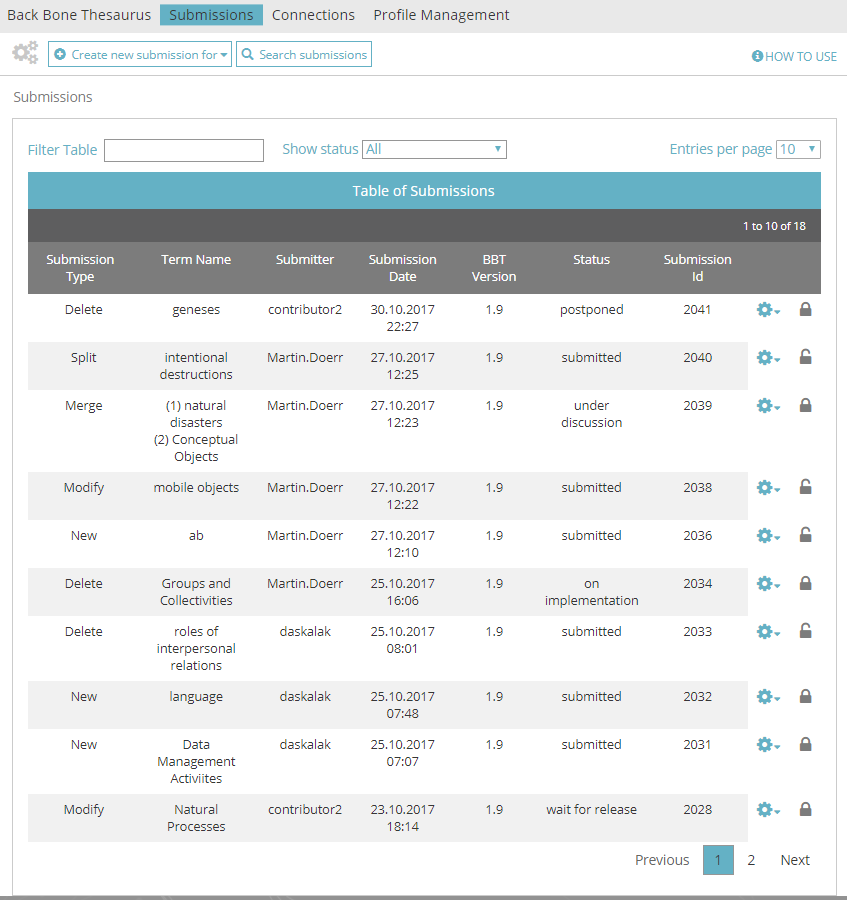 Back Bone Thesaurus Submissions Connections Profile Management
Create new submission for Search submissions HOW TO USE
Submissions
Filter Table Show status All Entries per page 10
Table of Submissions
1 to 10 of 18
Submission Type Term Name Submitter Submission Date BBT Version Status Submission Id
Delete geneses contributor2 30.10.2017 22:27 1.9 postponed 2041
Split intentional destructions Martin.Doerr 27.10.2017 12:25 1.9 submitted 2040
Merge (1) natural disasters (2) Conceptual Objects Martin.Doerr 27.10.2017 12:23 1.9 under discussion 2039
Modify mobile objects Martin.Doerr 27.10.2017 12:22 1.9 submitted 2038
New ab Martin.Doerr 27.10.2017 12:10 1.9 submitted 2036
Delete Groups and Collectivities Martin.Doerr 25.10.2017 16:06 1.9 on implementation 2034
Delete roles of interpersonal relations daskalak 25.10.2017 08:01 1.9 submitted 2033
New language daskalak 25.10.2017 07:48 1.9 submitted 2032
New Data Management Activiites daskalak 25.10.2017 07:07 1.9 submitted 2031
Modify Natural Processes contributor2 23.10.2017 18:14 1.9 wait for release 2028
Previous 1 2 Next